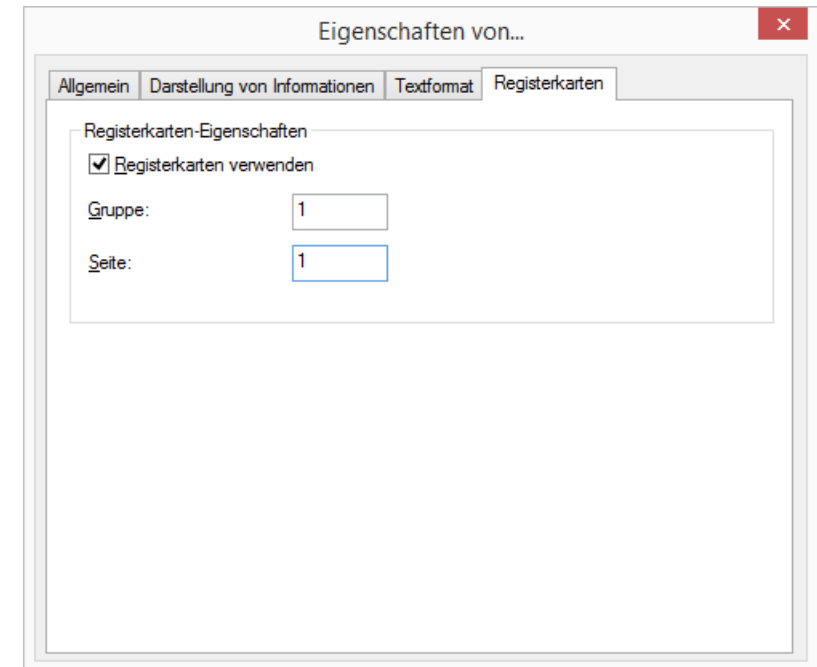 Eigenschaften von...
Allgemein Darstellung von Informationen Textformat Registerkarten
Registerkarten-Eigenschaften
Registerkarten verwenden
Gruppe: 1
Seite: 1